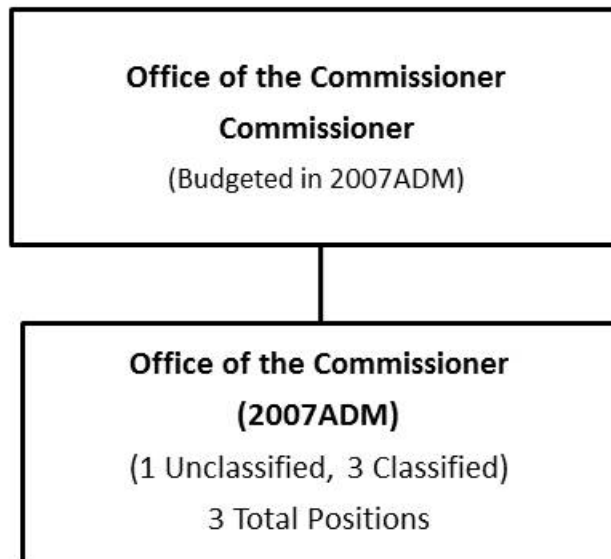 Office of the Commissioner
Commissioner
(Budgeted in 2007ADM)
Office of the Commissioner
(2007ADM)
(1 Unclassified, 3 Classified)
3 Total Positions